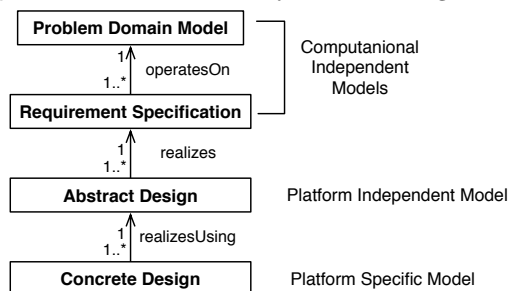 Problem Domain Model
1
operatesOn
1..*
Computanional
Independent
Models
Requirement Specification
1
realizes
1..*
Abstract Design
Platform Independent Model
1
realizesUsing
1..*
Concrete Design
Platform Specific Model